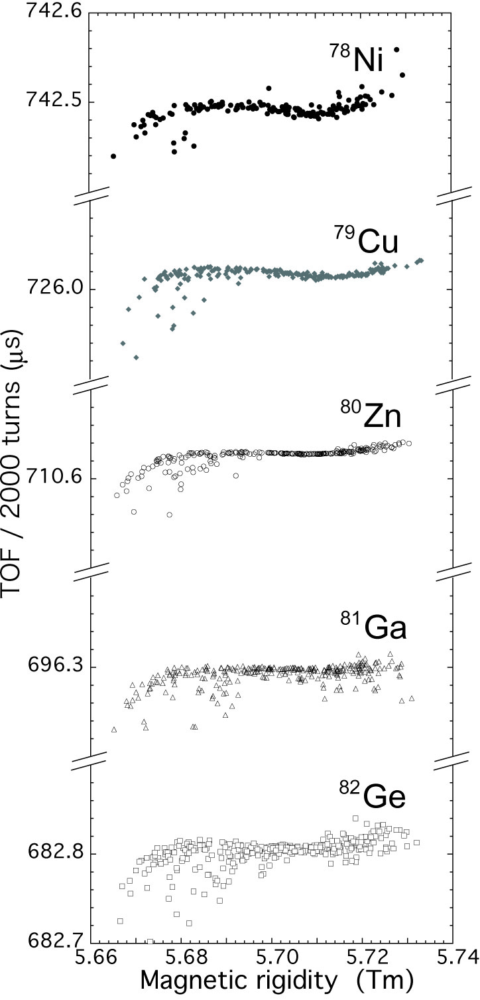 742.6
⁷⁸Ni
742.5
⁷⁹Cu
726.0
TOF / 2000 turns (μs)
⁸⁰Zn
710.6
⁸¹Ga
696.3
⁸²Ge
682.8
682.7
5.66 5.68 5.70 5.72 5.74
Magnetic rigidity (Tm)